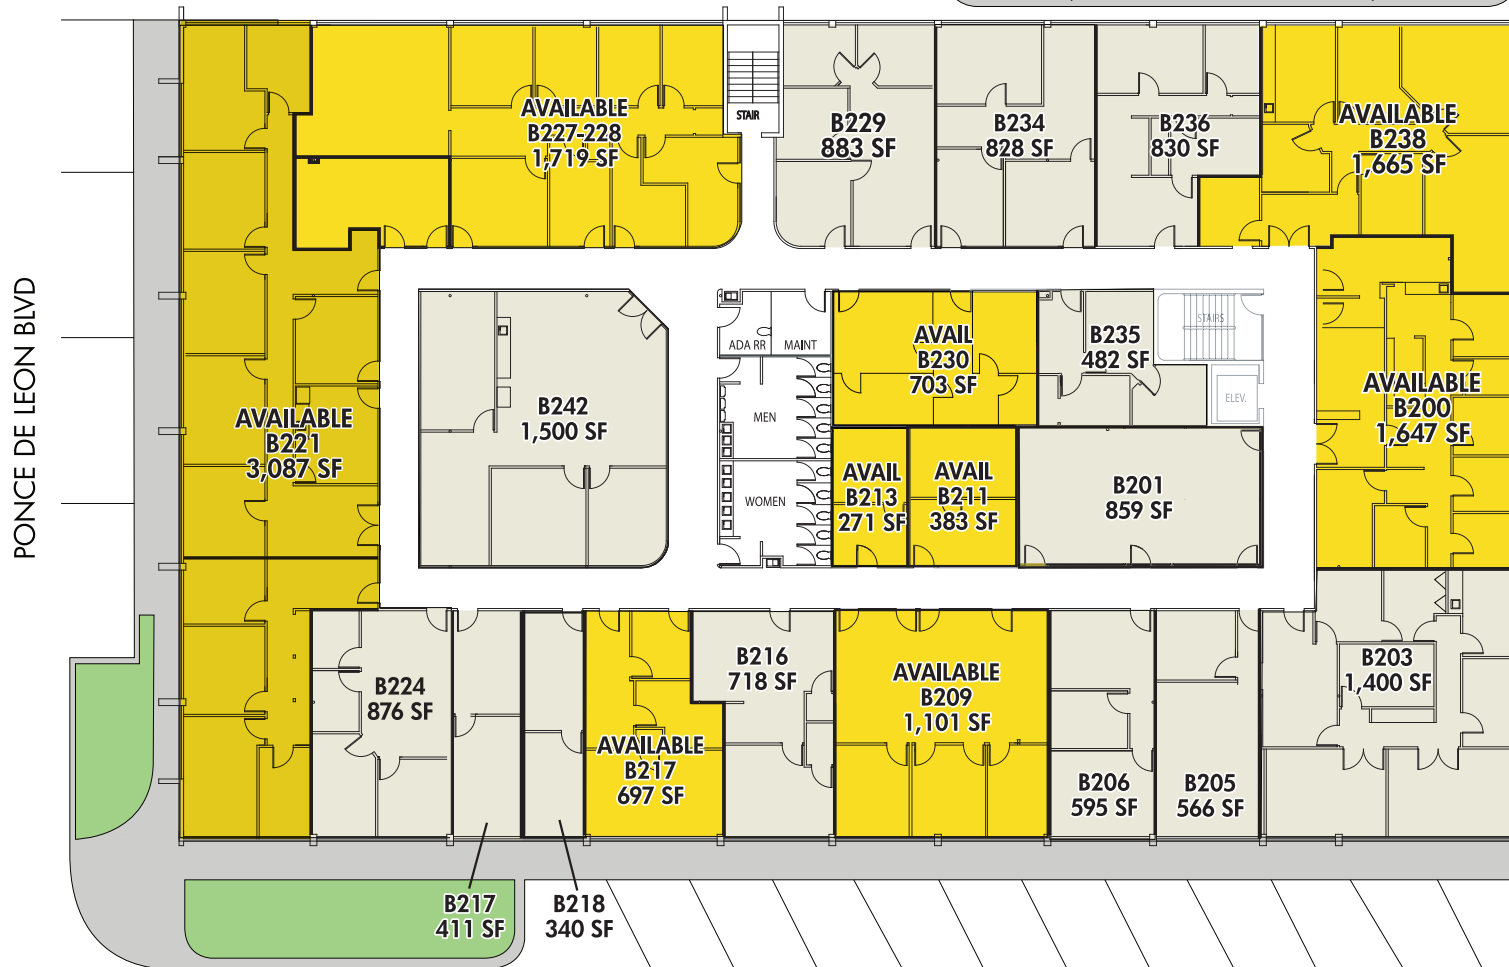 STAIR
AVAILABLE
B227-228
1,719 SF
B229
883 SF
B234
828 SF
B236
830 SF
AVAILABLE
B238
1,665 SF
PONCE DE LEON BLVD
AVAILABLE
B221
3,087 SF
B242
1,500 SF
ADA RR
MAINT
MEN
WOMEN
AVAIL
B230
703 SF
B235
482 SF
STAIRS
ELEV.
AVAILABLE
B200
1,647 SF
AVAIL
B213
271 SF
AVAIL
B211
383 SF
B201
859 SF
B224
876 SF
B216
718 SF
AVAILABLE
B217
697 SF
AVAILABLE
B209
1,101 SF
B206
595 SF
B205
566 SF
B203
1,400 SF
B217
411 SF
B218
340 SF